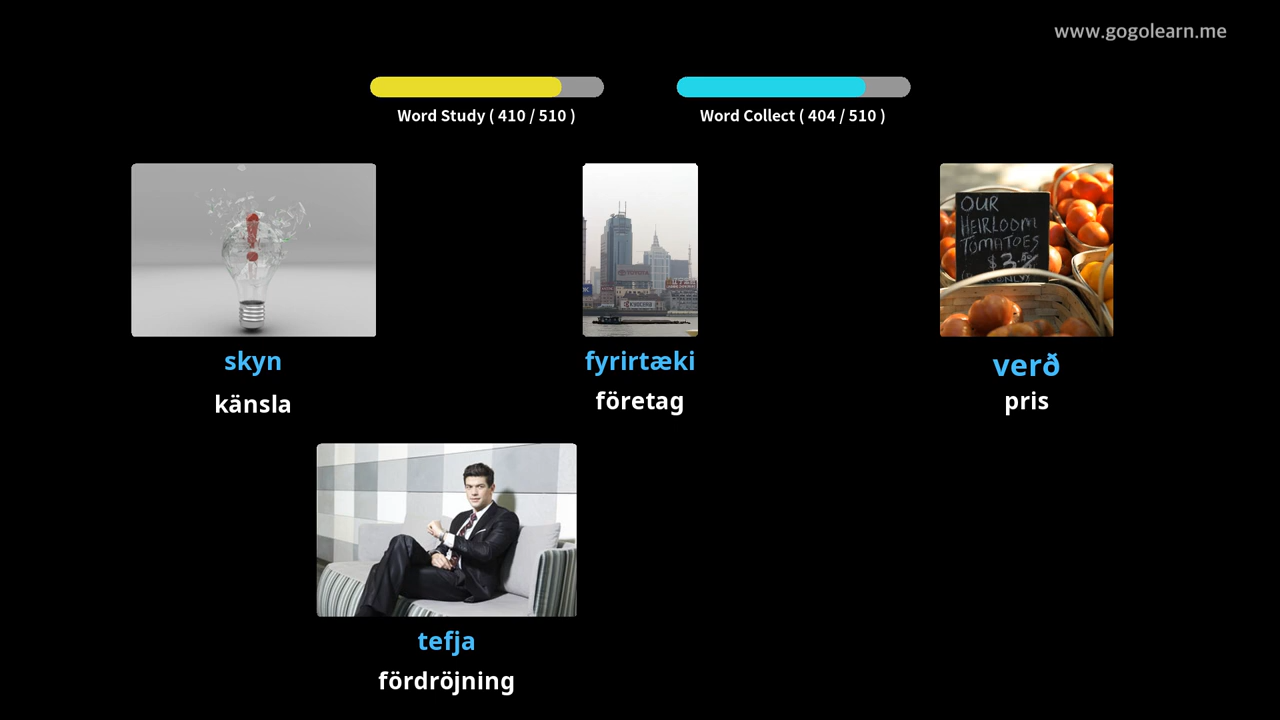 www.gogolearn.me
Word Study ( 410 / 510 )
Word Collect ( 404 / 510 )
OUR
HEIRLOOM
TOMATOES
TOYOTA
skyn
fyrirtæki
verð
känsla
företag
pris
tefja
fördröjning